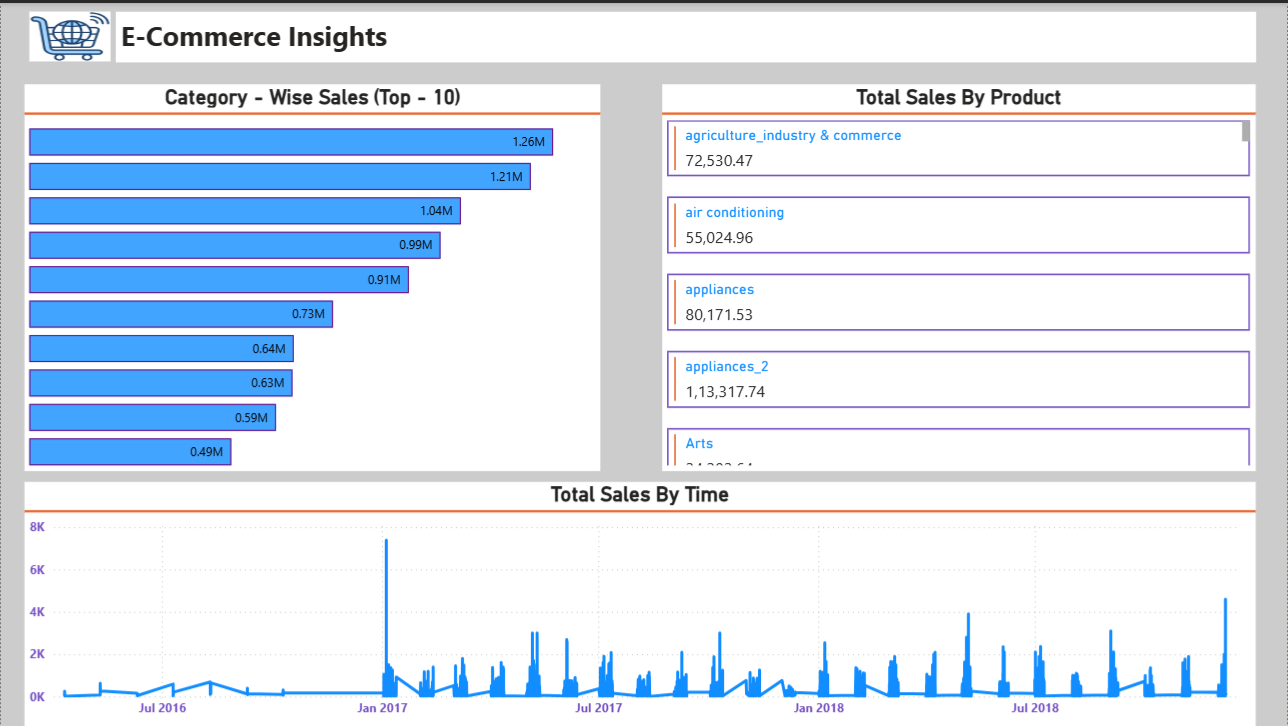 E-Commerce Insights
Category - Wise Sales (Top - 10)
1.26M
1.21M
1.04M
0.99M
0.91M
0.73M
0.64M
0.63M
0.59M
0.49M
Total Sales By Product
agriculture_industry & commerce
72,530.47
air conditioning
55,024.96
appliances
80,171.53
appliances_2
1,13,317.74
Arts
Total Sales By Time
8K
6K
4K
2K
0K
Jul 2016 Jan 2017 Jul 2017 Jan 2018 Jul 2018